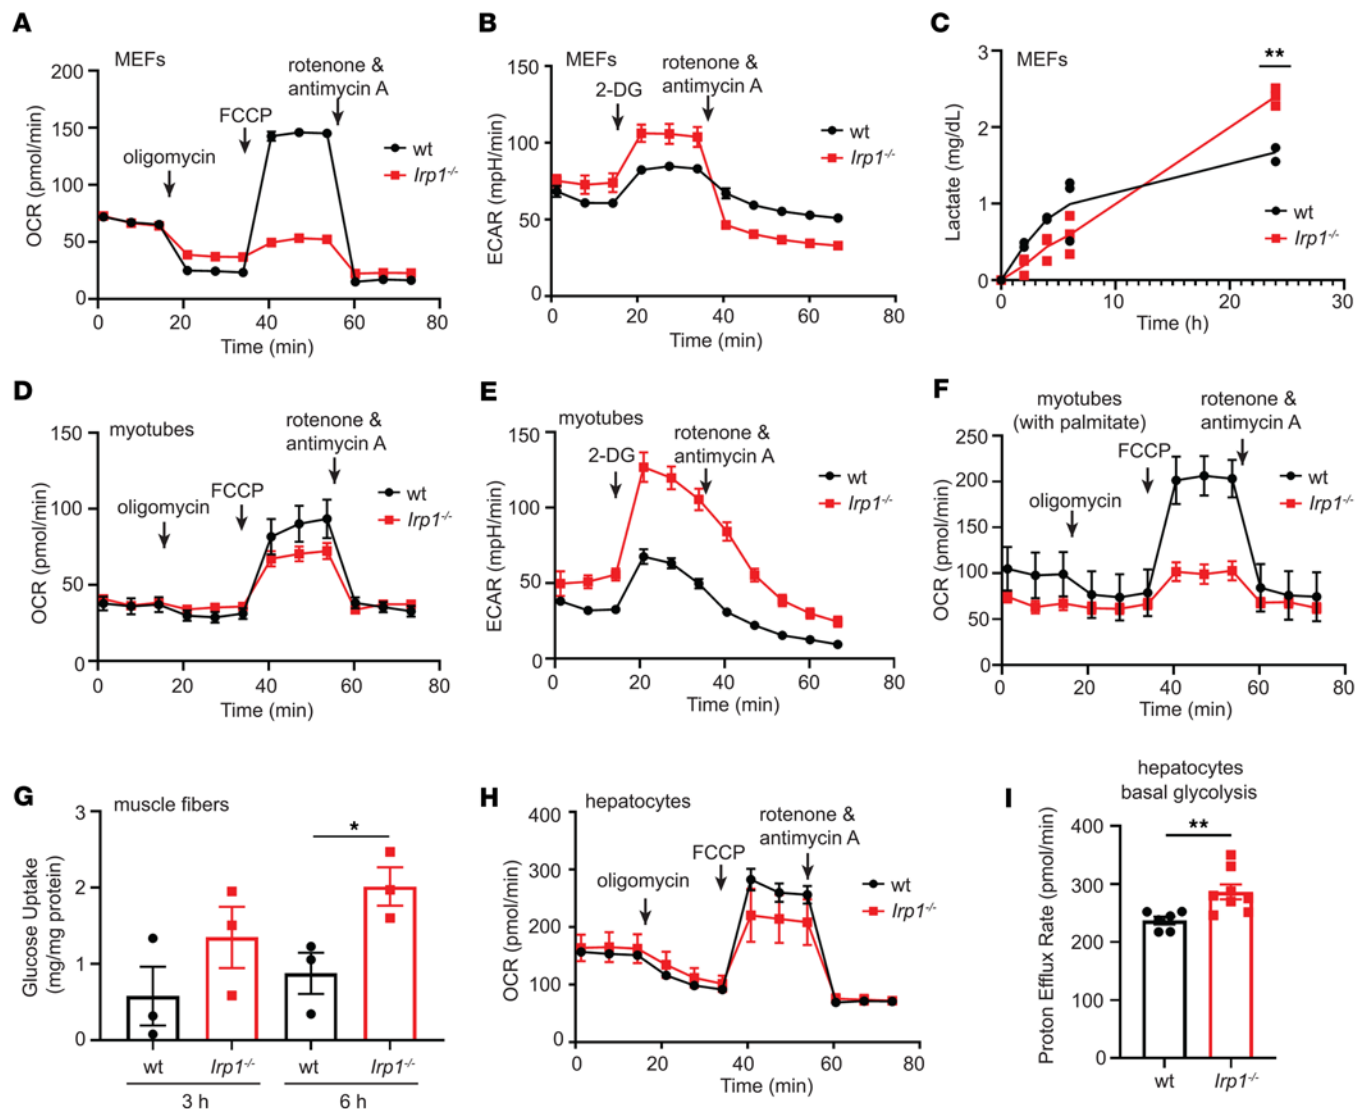 A
MEFs
200
150
100
50
0
OCR (pmol/min)
oligomycin
FCCP
rotenone &
antimycin A
wt
Irp1-/-
0 20 40 60 80
Time (min)
B
MEFs
150
100
50
0
ECAR (mpH/min)
2-DG
rotenone &
antimycin A
wt
Irp1-/-
0 20 40 60 80
Time (min)
C
MEFs
3
2
1
0
Lactate (mg/dL)
**
wt
Irp1-/-
0 10 20 30
Time (h)
D
myotubes
150
100
50
0
OCR (pmol/min)
oligomycin
FCCP
rotenone &
antimycin A
wt
Irp1-/-
0 20 40 60 80
Time (min)
E
myotubes
150
100
50
0
ECAR (mpH/min)
2-DG
rotenone &
antimycin A
wt
Irp1-/-
0 20 40 60 80
Time (min)
F
myotubes
(with palmitate)
250
200
150
100
50
0
OCR (pmol/min)
oligomycin
FCCP
rotenone &
antimycin A
wt
Irp1-/-
0 20 40 60 80
Time (min)
G
muscle fibers
3
2
1
0
Glucose Uptake
(mg/mg protein)
*
wt Irp1-/- wt Irp1-/-
3 h 6 h
H
hepatocytes
400
300
200
100
0
OCR (pmol/min)
oligomycin
FCCP
rotenone &
antimycin A
wt
Irp1-/-
0 20 40 60 80
Time (min)
I
hepatocytes
basal glycolysis
400
300
200
100
0
Proton Efflux Rate (pmol/min)
**
wt Irp1-/-